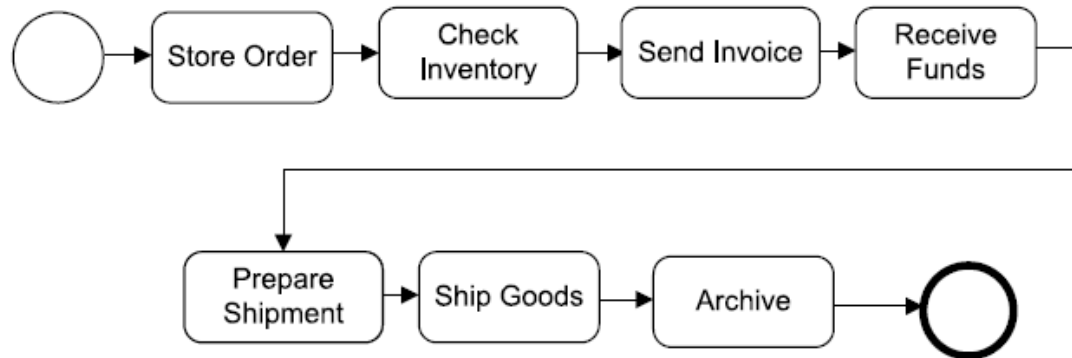 Store Order
Check
Inventory
Send Invoice
Receive
Funds
Prepare
Shipment
Ship Goods
Archive